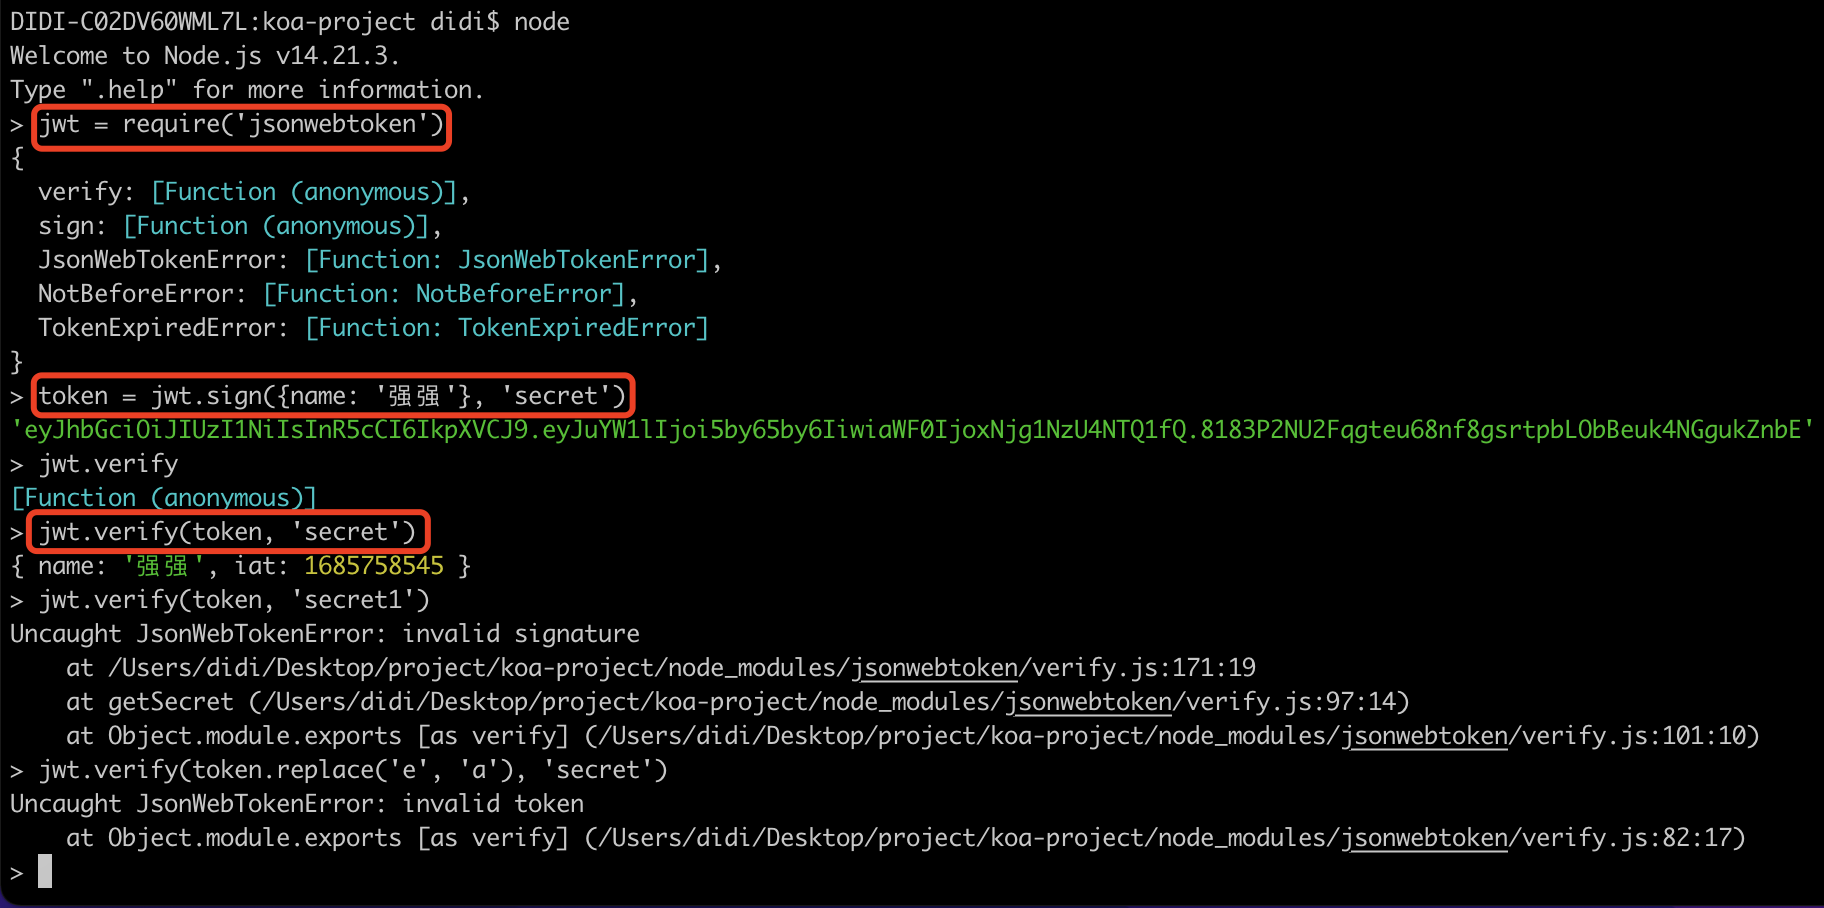 DIDI-C02DV60WML7L:koa-project didi$ node
Welcome to Node.js v14.21.3.
Type ".help" for more information.
> jwt = require('jsonwebtoken')
{
  verify: [Function (anonymous)],
  sign: [Function (anonymous)],
  JsonWebTokenError: [Function: JsonWebTokenError],
  NotBeforeError: [Function: NotBeforeError],
  TokenExpiredError: [Function: TokenExpiredError]
}
> token = jwt.sign({name: '强强'}, 'secret')
'eyJhbGciOiJIUzI1NiIsInR5cCI6IkpXVCJ9.eyJuYW1lIjoi5by65by6IiwiaWF0IjoxNjg1NzU4NTQ1fQ.8183P2NU2Fqgteu68nf8gsrtpbLObBeuk4NGgukZnbE'
> jwt.verify
[Function (anonymous)]
> jwt.verify(token, 'secret')
{ name: '强强', iat: 1685758545 }
> jwt.verify(token, 'secret1')
Uncaught JsonWebTokenError: invalid signature
    at /Users/didi/Desktop/project/koa-project/node_modules/jsonwebtoken/verify.js:171:19
    at getSecret (/Users/didi/Desktop/project/koa-project/node_modules/jsonwebtoken/verify.js:97:14)
    at Object.module.exports [as verify] (/Users/didi/Desktop/project/koa-project/node_modules/jsonwebtoken/verify.js:101:10)
> jwt.verify(token.replace('e', 'a'), 'secret')
Uncaught JsonWebTokenError: invalid token
    at Object.module.exports [as verify] (/Users/didi/Desktop/project/koa-project/node_modules/jsonwebtoken/verify.js:82:17)
>